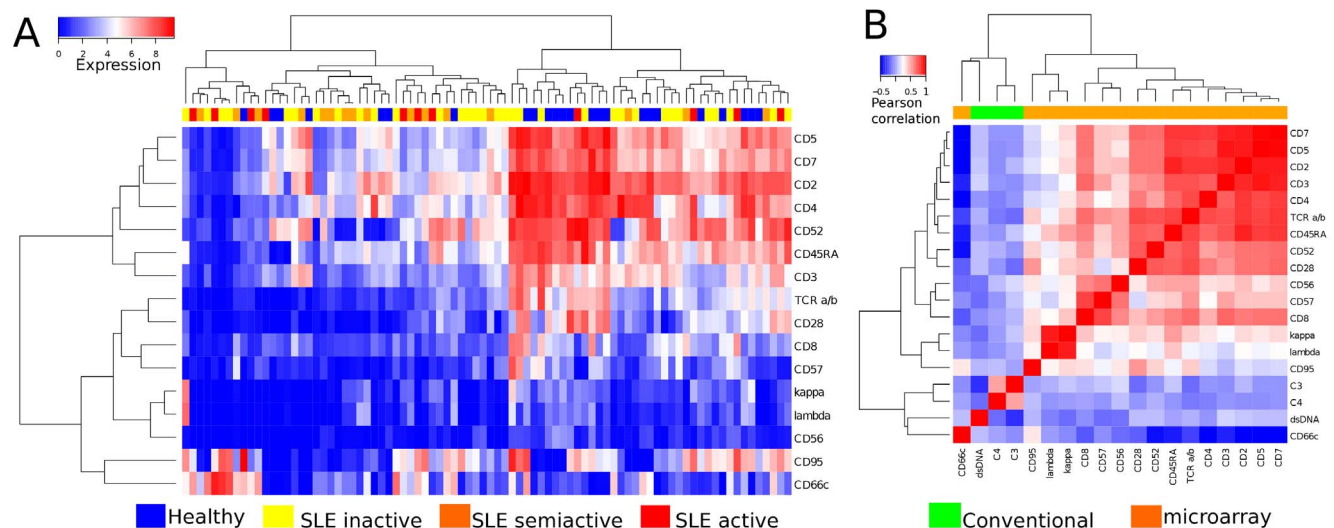 A
0 2 4 6 8
Expression
CD5
CD7
CD2
CD4
CD52
CD45RA
CD3
TCR a/b
CD28
CD8
CD57
kappa
lambda
CD56
CD95
CD66c
Healthy SLE inactive SLE semiactive SLE active
B
−0.5 0 0.5 1
Pearson
correlation
CD7
CD5
CD2
CD3
CD4
TCR a/b
CD45RA
CD52
CD28
CD56
CD57
CD8
kappa
lambda
CD95
C3
C4
dsDNA
CD66c
CD66c dsDNA C4 C3 CD95 lambda kappa CD8 CD57 CD56 CD28 CD52 CD45RA TCR a/b CD4 CD3 CD2 CD5 CD7
Conventional microarray